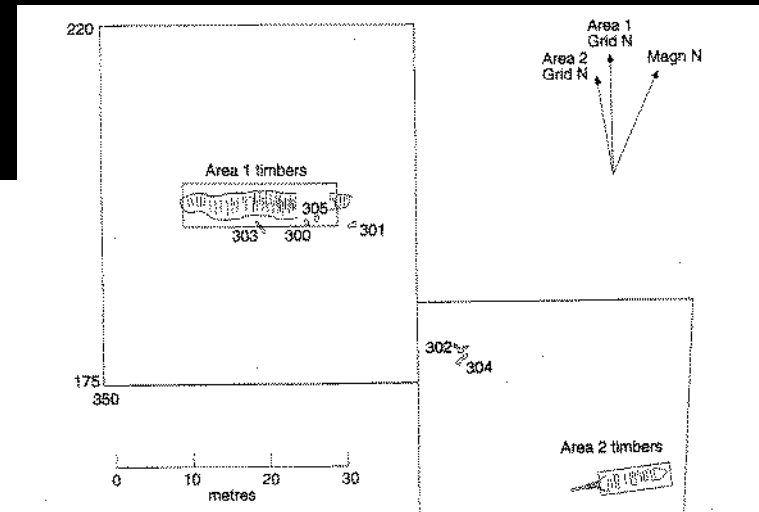 220
Area 1
Grid N
Area 2
Grid N
Magn N
Area 1 timbers
305
303
300
301
302
304
175
350
Area 2 timbers
0
10
20
30
metres